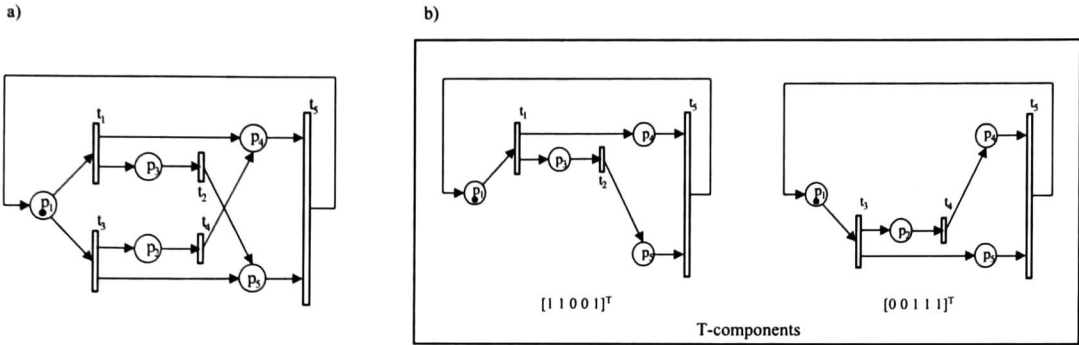 a)
b)
t₁
t₅
p₄
p₃
t₂
p₁
t₃
t₄
p₂
p₅
t₁
t₅
p₄
p₃
t₂
p₁
p₅
[1 1 0 0 1]ᵀ
t₅
p₄
p₁
t₃
t₄
p₂
p₅
[0 0 1 1 1]ᵀ
T-components